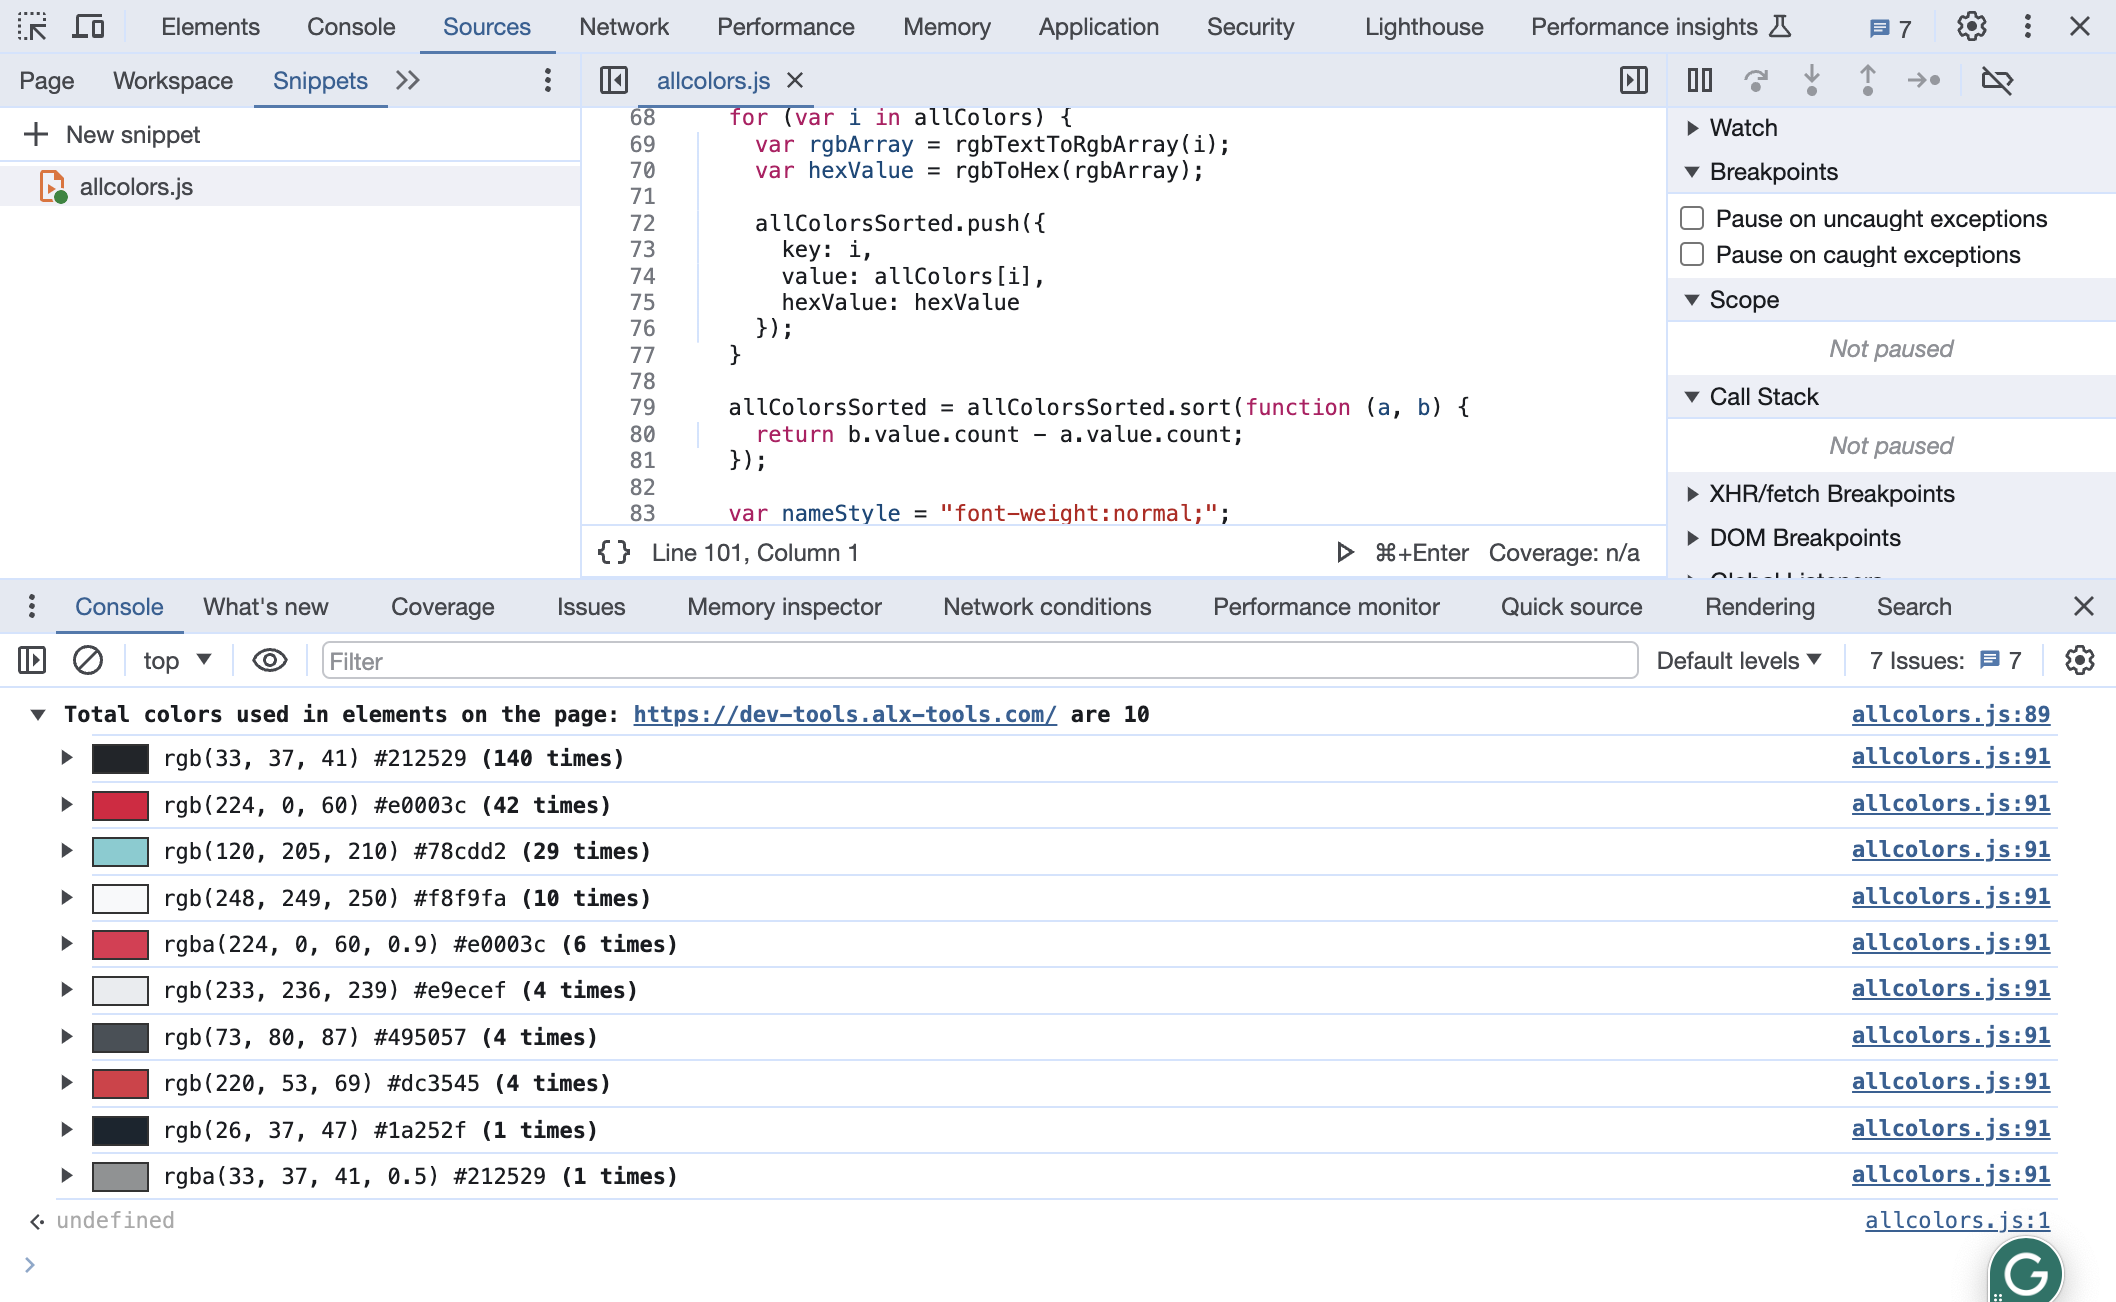 Elements Console Sources Network Performance Memory Application Security Lighthouse Performance insights 7
Page Workspace Snippets
New snippet
allcolors.js
allcolors.js
68 for (var i in allColors) {
69 var rgbArray = rgbTextToRgbArray(i);
70 var hexValue = rgbToHex(rgbArray);
71
72 allColorsSorted.push({
73 key: i,
74 value: allColors[i],
75 hexValue: hexValue
76 });
77 }
78
79 allColorsSorted = allColorsSorted.sort(function (a, b) {
80 return b.value.count - a.value.count;
81 });
82
83 var nameStyle = "font-weight:normal;";
{} Line 101, Column 1 ⌘+Enter Coverage: n/a
Watch
Breakpoints
Pause on uncaught exceptions
Pause on caught exceptions
Scope
Not paused
Call Stack
Not paused
XHR/fetch Breakpoints
DOM Breakpoints
Global Listeners
Console What's new Coverage Issues Memory inspector Network conditions Performance monitor Quick source Rendering Search
top Filter Default levels 7 Issues: 7
Total colors used in elements on the page: https://dev-tools.alx-tools.com/ are 10 allcolors.js:89
rgb(33, 37, 41) #212529 (140 times) allcolors.js:91
rgb(224, 0, 60) #e0003c (42 times) allcolors.js:91
rgb(120, 205, 210) #78cdd2 (29 times) allcolors.js:91
rgb(248, 249, 250) #f8f9fa (10 times) allcolors.js:91
rgba(224, 0, 60, 0.9) #e0003c (6 times) allcolors.js:91
rgb(233, 236, 239) #e9ecef (4 times) allcolors.js:91
rgb(73, 80, 87) #495057 (4 times) allcolors.js:91
rgb(220, 53, 69) #dc3545 (4 times) allcolors.js:91
rgb(26, 37, 47) #1a252f (1 times) allcolors.js:91
rgba(33, 37, 41, 0.5) #212529 (1 times) allcolors.js:91
undefined allcolors.js:1
G